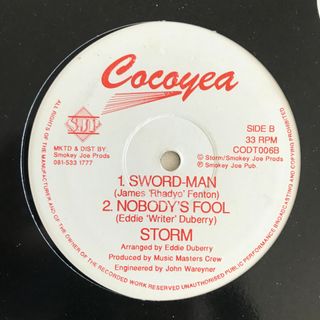 Cocoyea
SJP
MKTD & DIST BY
Smokey Joe Prods
081-533 1777
SIDE B
33 RPM
CODT006B
Ⓒ Storm/Smokey Joe Prods
Ⓟ Smokey Joe Pub.
1. SWORD-MAN
(James 'Rhadyo' Fenton)
2. NOBODY'S FOOL
(Eddie 'Writer' Duberry)
STORM
Arranged by Eddie Duberry
Produced by Music Masters Crew
Engineered by John Wareyner
ALL RIGHTS OF THE MANUFACTURER AND OF THE OWNER OF THE RECORDED WORK RESERVED UNAUTHORISED PUBLIC PERFORMANCE BROADCASTING AND COPYING OF THIS RECORD PROHIBITED